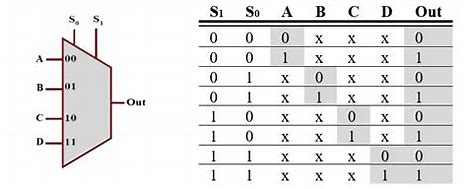 S₀ S₁
A 00
B 01
C 10
D 11
Out
S1 S0 A B C D Out
0 0 0 x x x 0
0 0 1 x x x 1
0 1 x 0 x x 0
0 1 x 1 x x 1
1 0 x x 0 x 0
1 0 x x 1 x 1
1 1 x x x 0 0
1 1 x x x 1 1